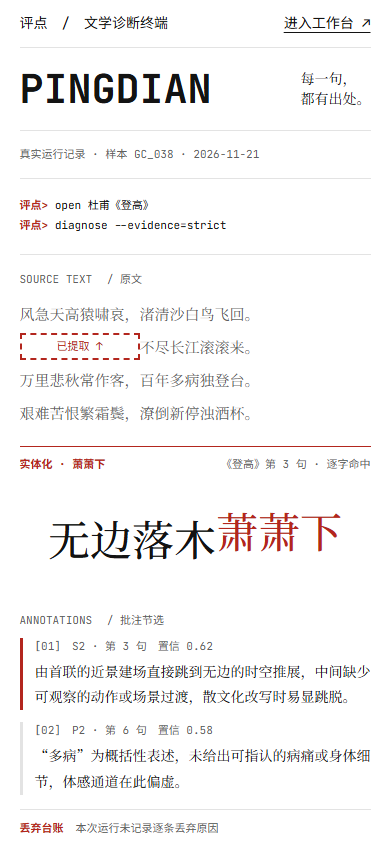 评点 / 文学诊断终端 进入工作台 ↗
PINGDIAN
每一句，
都有出处。
真实运行记录 · 样本 GC_038 · 2026-11-21
评点> open 杜甫《登高》
评点> diagnose --evidence=strict
SOURCE TEXT / 原文
风急天高猿啸哀，渚清沙白鸟飞回。
已提取 ↑ 不尽长江滚滚来。
万里悲秋常作客，百年多病独登台。
艰难苦恨繁霜鬓，潦倒新停浊酒杯。
实体化 · 萧萧下 《登高》第 3 句 · 逐字命中
无边落木萧萧下
ANNOTATIONS / 批注节选
[01] S2 · 第 3 句 置信 0.62
由首联的近景建场直接跳到无边的时空推展，中间缺少
可观察的动作或场景过渡，散文化改写时易显跳脱。
[02] P2 · 第 6 句 置信 0.58
“多病”为概括性表述，未给出可指认的病痛或身体细
节，体感通道在此偏虚。
丢弃台账 本次运行未记录逐条丢弃原因